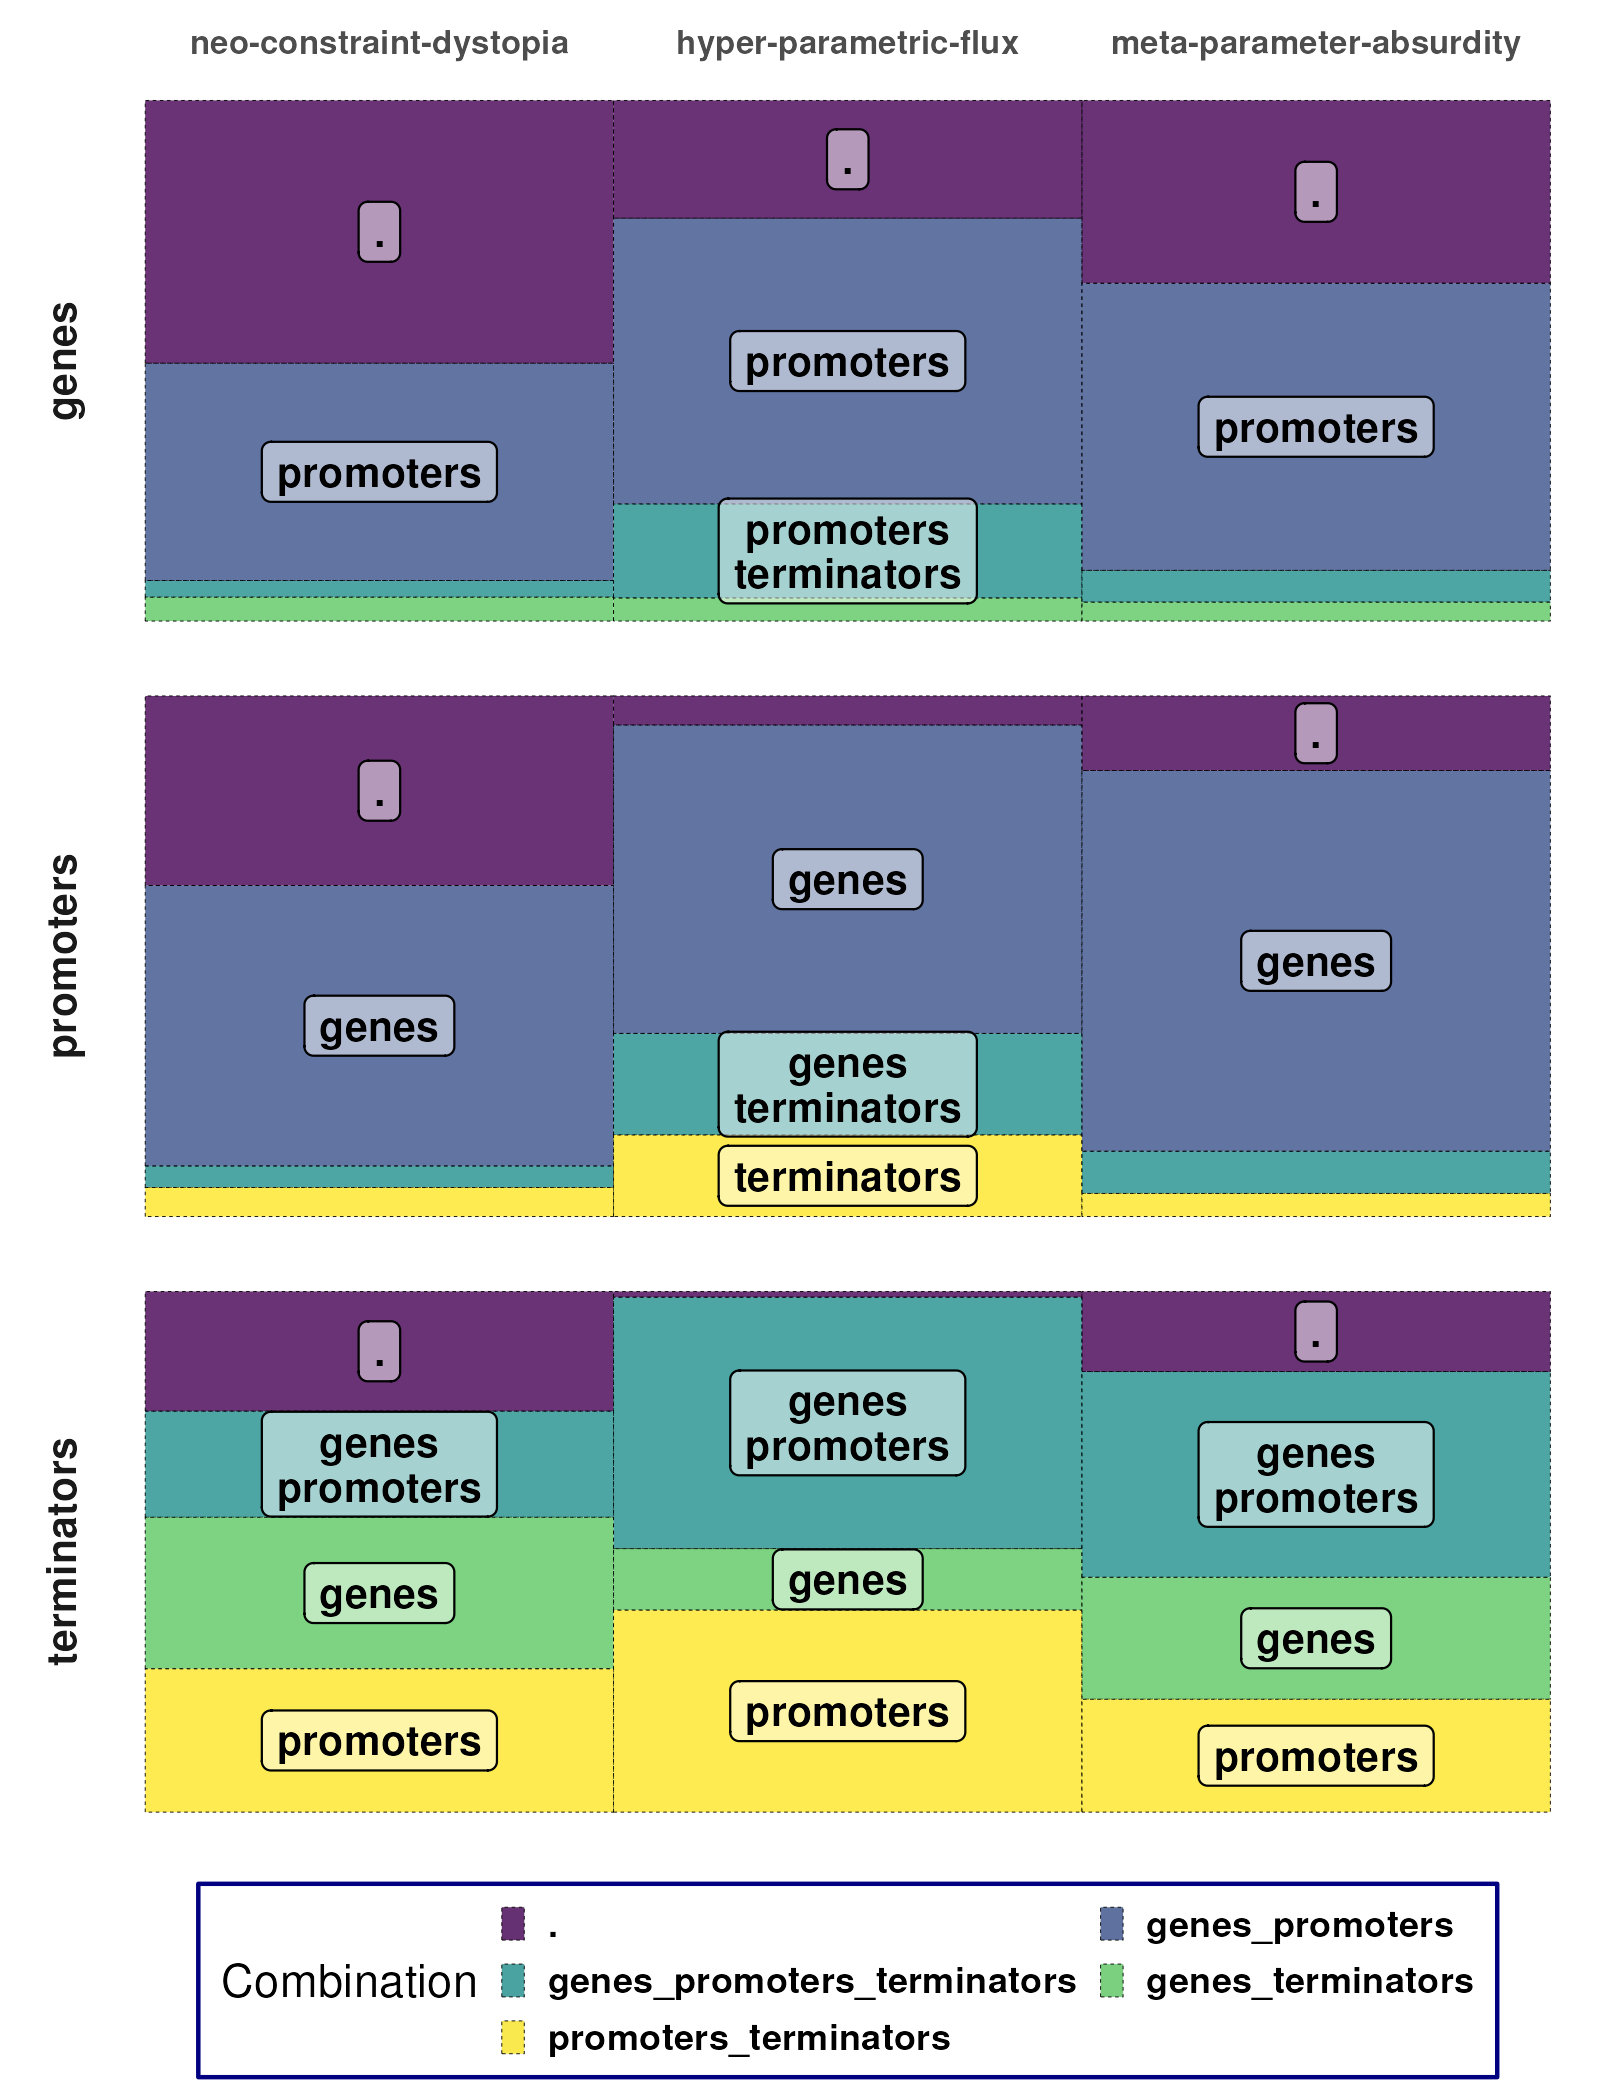 neo-constraint-dystopia hyper-parametric-flux meta-parameter-absurdity
genes
.
promoters
.
promoters
promoters
terminators
.
promoters
promoters
.
genes
genes
genes
terminators
terminators
.
genes
terminators
.
genes
promoters
genes
promoters
genes
promoters
genes
promoters
.
genes
promoters
genes
promoters
Combination
.
genes_promoters
genes_promoters_terminators
genes_terminators
promoters_terminators